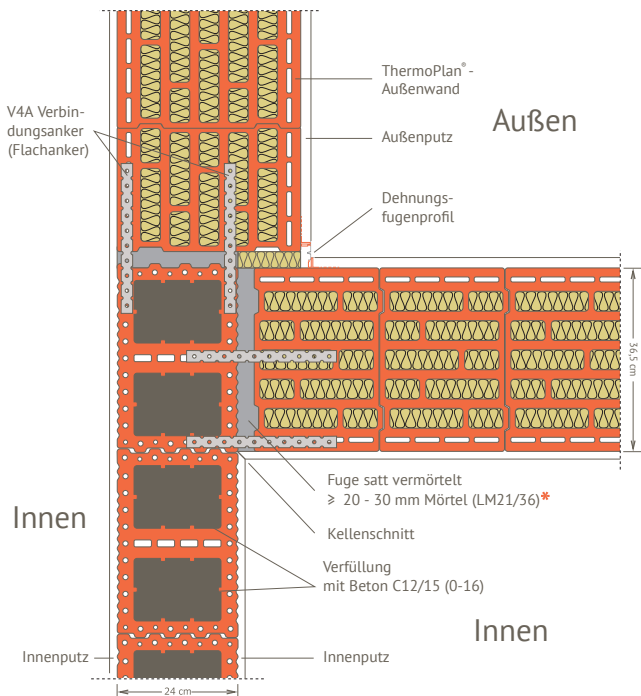 ThermoPlan®-
Außenwand
V4A Verbin-
dungsanker
(Flachanker)
Außen
Außenputz
Dehnungs-
fugenprofil
36,5 cm
Fuge satt vermörtelt
≥ 20 - 30 mm Mörtel (LM21/36)*
Innen
Kellenschnitt
Verfüllung
mit Beton C12/15 (0-16)
Innen
Innenputz
Innenputz
24 cm